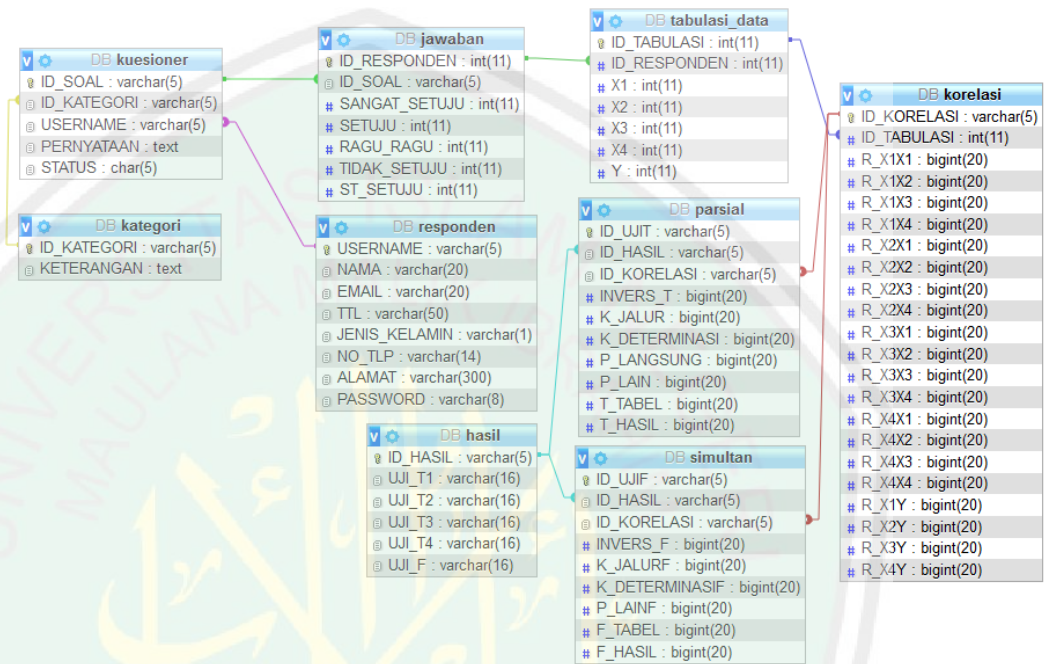 DB kuesioner
ID_SOAL : varchar(5)
ID_KATEGORI : varchar(5)
USERNAME : varchar(5)
PERNYATAAN : text
STATUS : char(5)
DB kategori
ID_KATEGORI : varchar(5)
KETERANGAN : text
DB jawaban
ID_RESPONDEN : int(11)
ID_SOAL : varchar(5)
# SANGAT_SETUJU : int(11)
# SETUJU : int(11)
# RAGU_RAGU : int(11)
# TIDAK_SETUJU : int(11)
# ST_SETUJU : int(11)
DB responden
USERNAME : varchar(5)
NAMA : varchar(20)
EMAIL : varchar(20)
TTL : varchar(50)
JENIS_KELAMIN : varchar(1)
NO_TLP : varchar(14)
ALAMAT : varchar(300)
PASSWORD : varchar(8)
DB hasil
ID_HASIL : varchar(5)
UJI_T1 : varchar(16)
UJI_T2 : varchar(16)
UJI_T3 : varchar(16)
UJI_T4 : varchar(16)
UJI_F : varchar(16)
DB tabulasi_data
ID_TABULASI : int(11)
# ID_RESPONDEN : int(11)
# X1 : int(11)
# X2 : int(11)
# X3 : int(11)
# X4 : int(11)
# Y : int(11)
DB parsial
ID_UJIT : varchar(5)
ID_HASIL : varchar(5)
ID_KORELASI : varchar(5)
# INVERS_T : bigint(20)
# K_JALUR : bigint(20)
# K_DETERMINASI : bigint(20)
# P_LANGSUNG : bigint(20)
# P_LAIN : bigint(20)
# T_TABEL : bigint(20)
# T_HASIL : bigint(20)
DB simultan
ID_UJIF : varchar(5)
ID_HASIL : varchar(5)
ID_KORELASI : varchar(5)
# INVERS_F : bigint(20)
# K_JALURF : bigint(20)
# K_DETERMINASIF : bigint(20)
# P_LAINF : bigint(20)
# F_TABEL : bigint(20)
# F_HASIL : bigint(20)
DB korelasi
ID_KORELASI : varchar(5)
# ID_TABULASI : int(11)
# R_X1X1 : bigint(20)
# R_X1X2 : bigint(20)
# R_X1X3 : bigint(20)
# R_X1X4 : bigint(20)
# R_X2X1 : bigint(20)
# R_X2X2 : bigint(20)
# R_X2X3 : bigint(20)
# R_X2X4 : bigint(20)
# R_X3X1 : bigint(20)
# R_X3X2 : bigint(20)
# R_X3X3 : bigint(20)
# R_X3X4 : bigint(20)
# R_X4X1 : bigint(20)
# R_X4X2 : bigint(20)
# R_X4X3 : bigint(20)
# R_X4X4 : bigint(20)
# R_X1Y : bigint(20)
# R_X2Y : bigint(20)
# R_X3Y : bigint(20)
# R_X4Y : bigint(20)